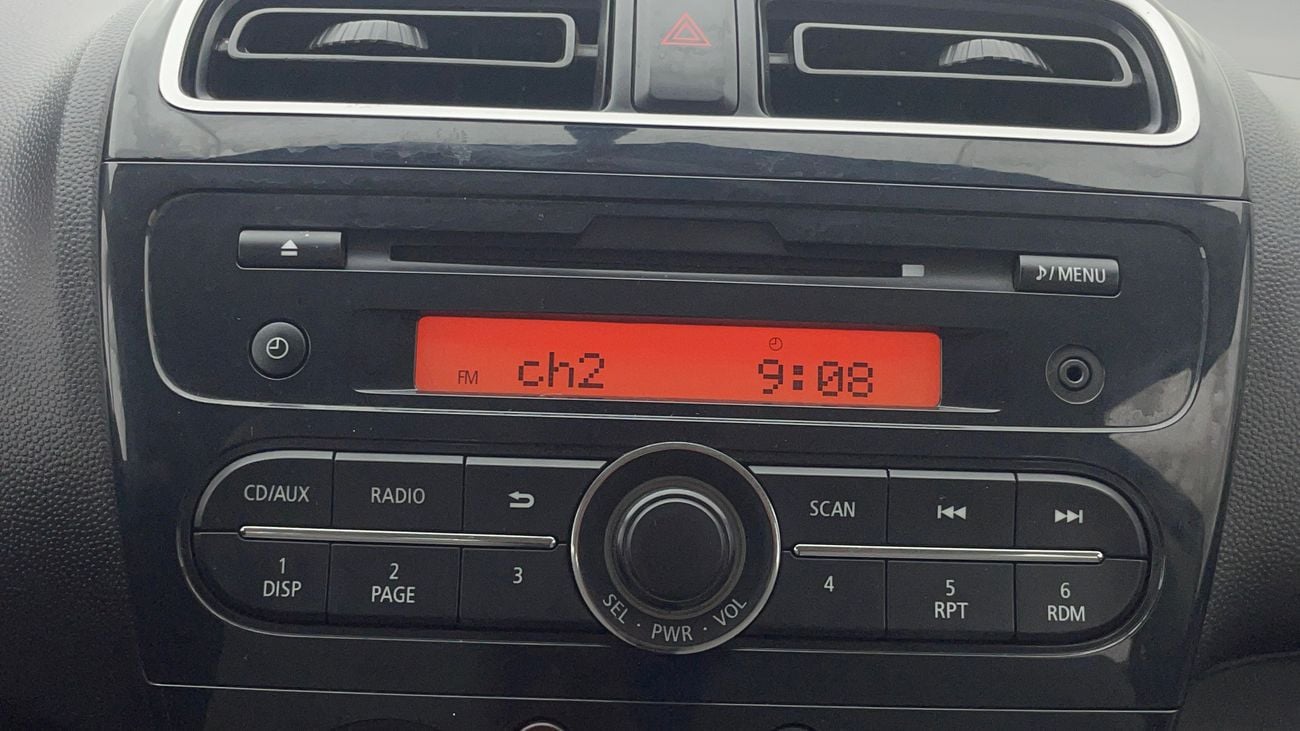 ♪/MENU
FM ch2 9:08
CD/AUX RADIO SCAN
1 2 3 4 5 6
DISP PAGE RPT RDM
SEL · PWR · VOL